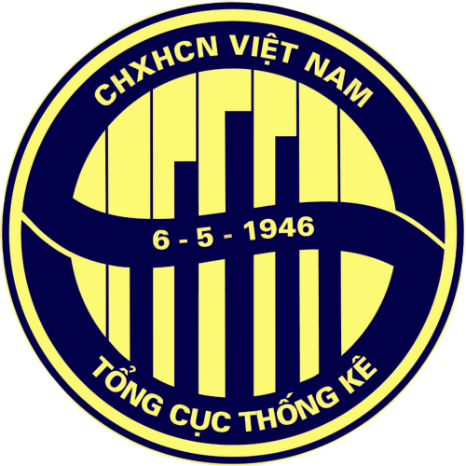 CHXHCN VIỆT NAM
6 - 5 - 1946
TỔNG CỤC THỐNG KÊ